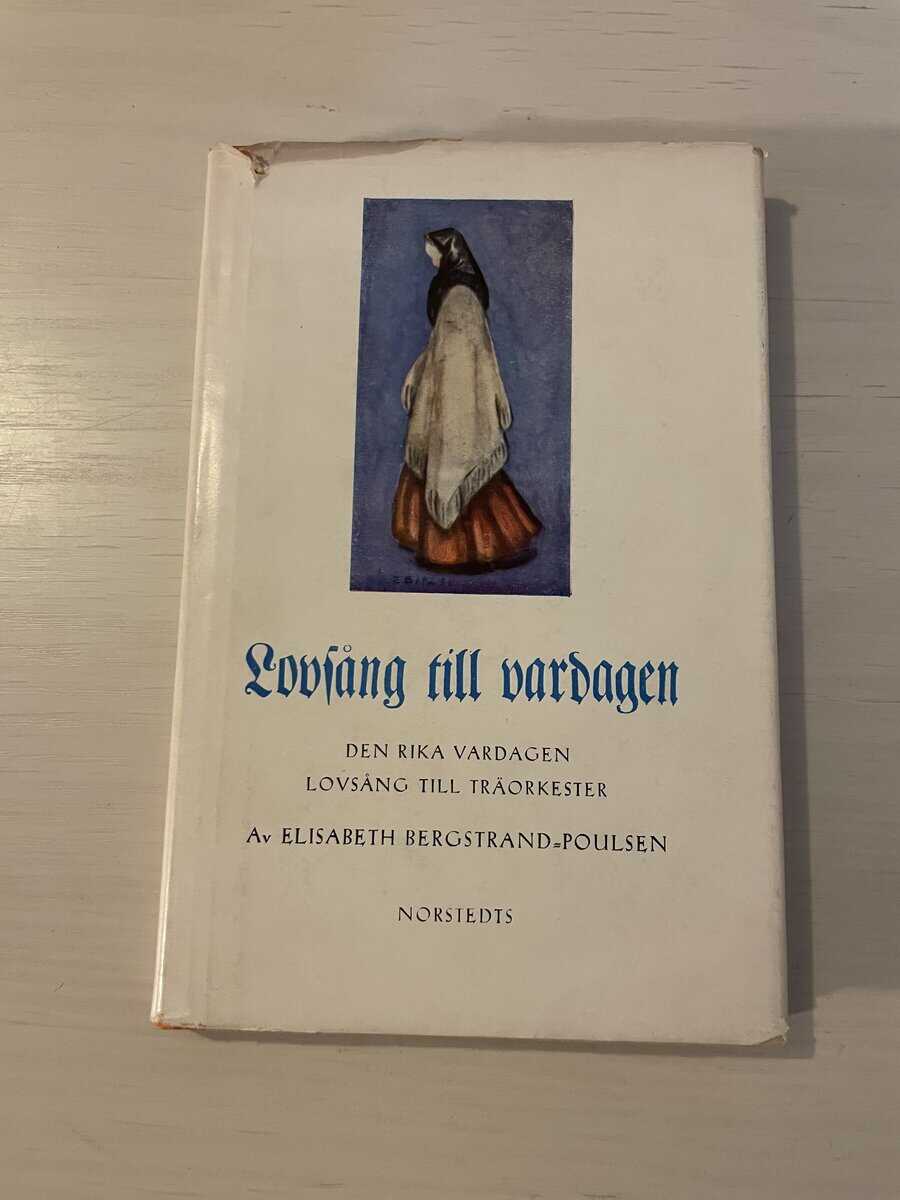 Lovſång till vardagen
DEN RIKA VARDAGEN
LOVSÅNG TILL TRÄORKESTER
Av ELISABETH BERGSTRAND=POULSEN
NORSTEDTS